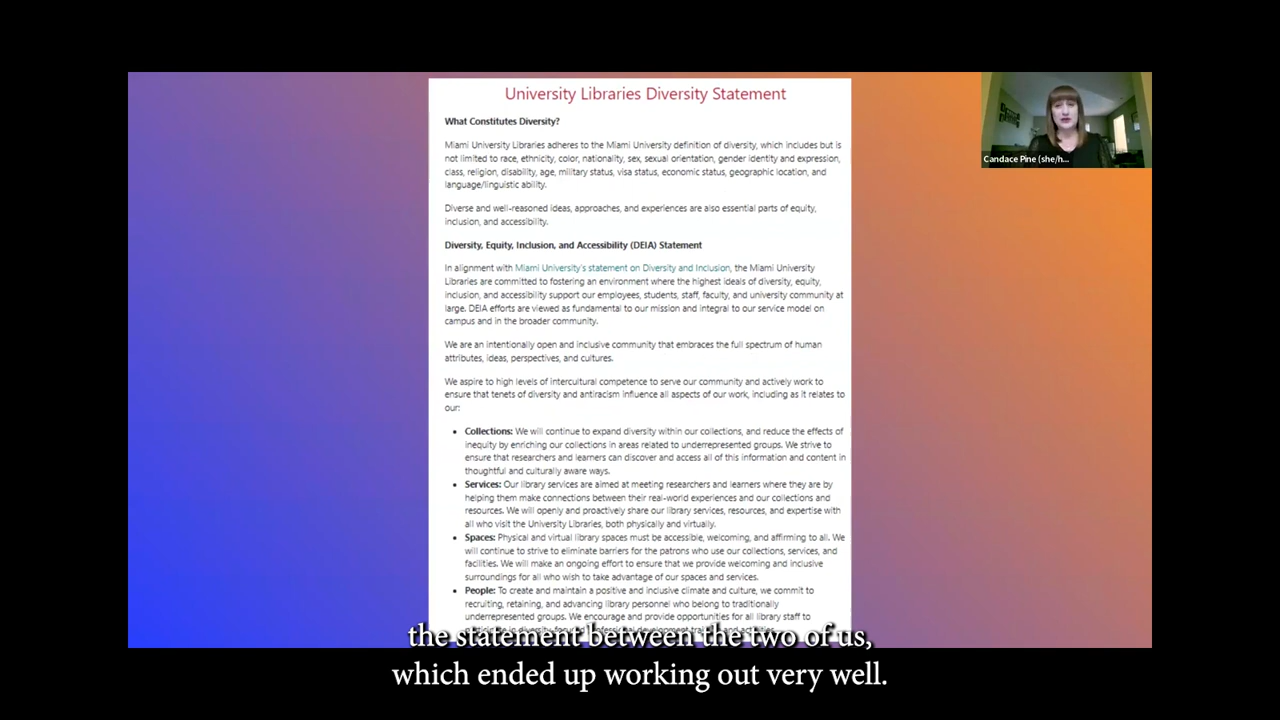 University Libraries Diversity Statement
What Constitutes Diversity?
Miami University Libraries adheres to the Miami University definition of diversity, which includes but is
not limited to race, ethnicity, color, nationality, sex, sexual orientation, gender identity and expression,
class, religion, disability, age, military status, visa status, economic status, geographic location, and
language/linguistic ability.
Diverse and well-reasoned ideas, approaches, and experiences are also essential parts of equity,
inclusion, and accessibility.
Diversity, Equity, Inclusion, and Accessibility (DEIA) Statement
In alignment with Miami University's statement on Diversity and Inclusion, the Miami University
Libraries are committed to fostering an environment where the highest ideals of diversity, equity,
inclusion, and accessibility support our employees, students, staff, faculty, and university community at
large. DEIA efforts are viewed as fundamental to our mission and integral to our service model on
campus and in the broader community.
We are an intentionally open and inclusive community that embraces the full spectrum of human
attributes, ideas, perspectives, and cultures.
We aspire to high levels of intercultural competence to serve our community and actively work to
ensure that tenets of diversity and antiracism influence all aspects of our work, including as it relates to
our:
• Collections: We will continue to expand diversity within our collections, and reduce the effects of
inequity by enriching our collections in areas related to underrepresented groups. We strive to
ensure that researchers and learners can discover and access all of this information and content in
thoughtful and culturally aware ways.
• Services: Our library services are aimed at meeting researchers and learners where they are by
helping them make connections between their real-world experiences and our collections and
resources. We will openly and proactively share our library services, resources, and expertise with
all who visit the University Libraries, both physically and virtually.
• Spaces: Physical and virtual library spaces must be accessible, welcoming, and affirming to all. We
will continue to strive to eliminate barriers for the patrons who use our collections, services, and
facilities. We will make an ongoing effort to ensure that we provide welcoming and inclusive
surroundings for all who wish to take advantage of our spaces and services.
• People: To create and maintain a positive and inclusive climate and culture, we commit to
recruiting, retaining, and advancing library personnel who belong to traditionally
underrepresented groups. We encourage and provide opportunities for all library staff to
Candace Pine (she/h...
the statement between the two of us,
which ended up working out very well.